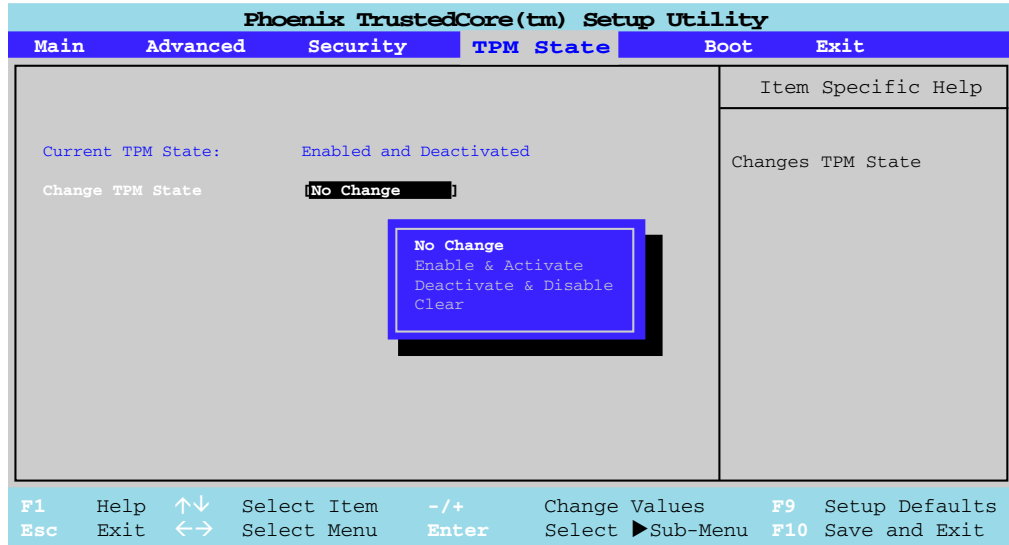 Phoenix TrustedCore(tm) Setup Utility
Main Advanced Security TPM State Boot Exit
Item Specific Help
Current TPM State: Enabled and Deactivated
Changes TPM State
Change TPM State [No Change ]
No Change
Enable & Activate
Deactivate & Disable
Clear
F1 Help ↑↓ Select Item -/+ Change Values F9 Setup Defaults
Esc Exit ←→ Select Menu Enter Select ▶Sub-Menu F10 Save and Exit